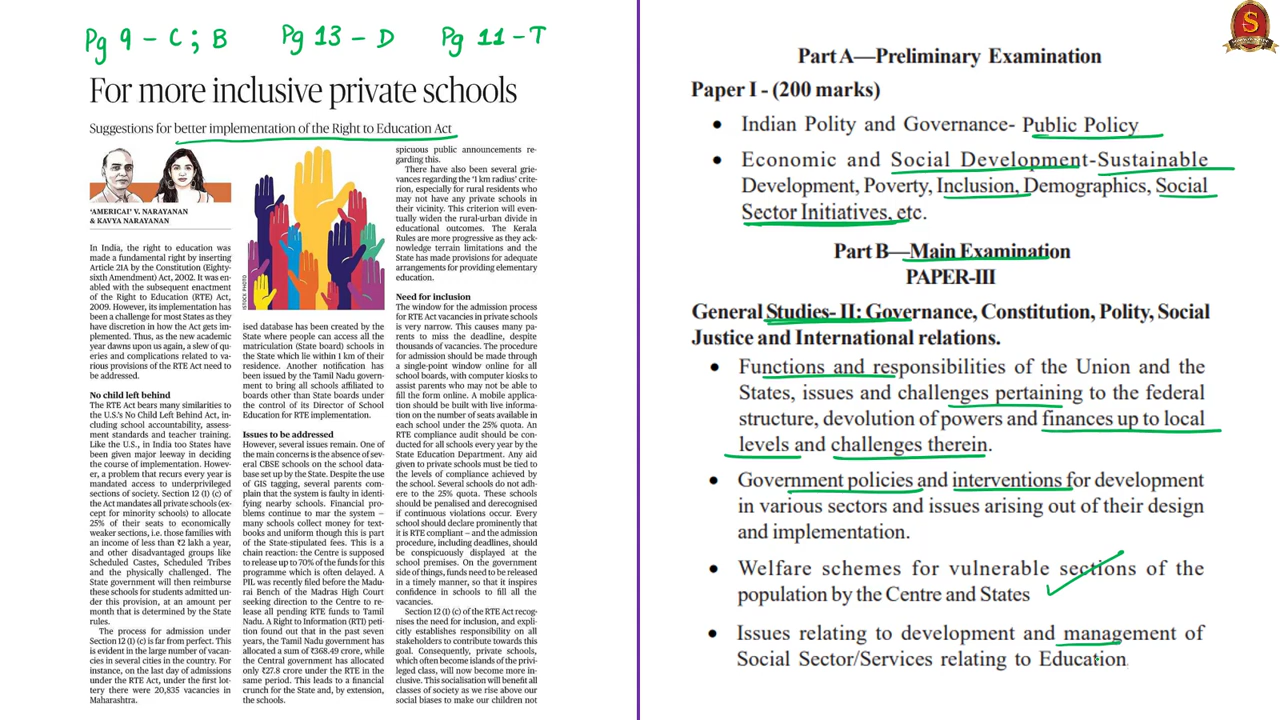 Pg 9 - C ; B Pg 13 - D Pg 11 - T
For more inclusive private schools
Suggestions for better implementation of the Right to Education Act
'AMERICAI' V. NARAYANAN
& KAVYA NARAYANAN
In India, the right to education was
made a fundamental right by inserting
Article 21A by the Constitution (Eighty-
sixth Amendment) Act, 2002. It was en-
abled with the subsequent enactment
of the Right to Education (RTE) Act,
2009. However, its implementation has
been a challenge for most States as they
have discretion in how the Act gets im-
plemented. Thus, as the new academic
year dawns upon us again, a slew of qu-
eries and complications related to va-
rious provisions of the RTE Act need to
be addressed.
No child left behind
The RTE Act bears many similarities to
the U.S.'s No Child Left Behind Act, in-
cluding school accountability, assess-
ment standards and teacher training.
Like the U.S., in India too States have
been given major leeway in deciding
the course of implementation. Howev-
er, a problem that recurs every year is
mandated access to underprivileged
sections of society. Section 12 (1) (c) of
the Act mandates all private schools (ex-
cept for minority schools) to allocate
25% of their seats to economically
weaker sections, i.e. those families with
an income of less than ₹2 lakh a year,
and other disadvantaged groups like
Scheduled Castes, Scheduled Tribes
and the physically challenged. The
State government will then reimburse
these schools for students admitted un-
der this provision, at an amount per
month that is determined by the State
rules.
The process for admission under
Section 12 (1) (c) is far from perfect. This
is evident in the large number of vacan-
cies in several cities in the country. For
instance, on the last day of admissions
under the RTE Act, under the first lot-
tery there were 20,835 vacancies in
Maharashtra.
ISTOCK PHOTO
ised database has been created by the
State where people can access all the
matriculation (State board) schools in
the State which lie within 1 km of their
residence. Another notification has
been issued by the Tamil Nadu govern-
ment to bring all schools affiliated to
boards other than State boards under
the control of its Director of School
Education for RTE implementation.
Issues to be addressed
However, several issues remain. One of
the main concerns is the absence of sev-
eral CBSE schools on the school data-
base set up by the State. Despite the use
of GIS tagging, several parents com-
plain that the system is faulty in identi-
fying nearby schools. Financial pro-
blems continue to mar the system –
many schools collect money for text-
books and uniform though this is part
of the State-stipulated fees. This is a
chain reaction: the Centre is supposed
to release up to 70% of the funds for this
programme which is often delayed. A
PIL was recently filed before the Madu-
rai Bench of the Madras High Court
seeking direction to the Centre to re-
lease all pending RTE funds to Tamil
Nadu. A Right to Information (RTI) peti-
tion found out that in the past seven
years, the Tamil Nadu government has
allocated a sum of ₹368.49 crore, while
the Central government has allocated
only ₹27.8 crore under the RTE in the
same period. This leads to a financial
crunch for the State and, by extension,
the schools.
spicuous public announcements re-
garding this.
There have also been several grie-
vances regarding the '1 km radius' crite-
rion, especially for rural residents who
may not have any private schools in
their vicinity. This criterion will even-
tually widen the rural-urban divide in
educational outcomes. The Kerala
Rules are more progressive as they ack-
nowledge terrain limitations and the
State has made provisions for adequate
arrangements for providing elementary
education.
Need for inclusion
The window for the admission process
for RTE vacancies in private schools
is very narrow. This causes many pa-
rents to miss the deadline, despite
thousands of vacancies. The procedure
for admission should be made through
a single-point window online for all
school boards, with computer kiosks to
assist parents who may not be able to
fill the form online. A mobile applica-
tion should be built with live informa-
tion on the number of seats available in
each school under the 25% quota. An
RTE compliance audit should be con-
ducted for all schools every year by the
State Education Department. Any aid
given to private schools must be tied to
the levels of compliance achieved by
the school. Several schools do not adh-
ere to the 25% quota. These schools
should be penalised and derecognised
if continuous violations occur. Every
school should declare prominently that
it is RTE compliant – and the admission
procedure, including deadlines, should
be conspicuously displayed at the
school premises. On the government
side of things, funds need to be released
in a timely manner, so that it inspires
confidence in schools to fill all the
vacancies.
Section 12 (1) (c) of the RTE Act recog-
nises the need for inclusion, and expli-
citly establishes responsibility on all
stakeholders to contribute towards this
goal. Consequently, private schools,
which often become islands of the privi-
leged class, will now become more in-
clusive. This socialisation will benefit all
classes of society as we rise above our
social biases to make our children not
S
Part A—Preliminary Examination
Paper I - (200 marks)
• Indian Polity and Governance- Public Policy
• Economic and Social Development-Sustainable
Development, Poverty, Inclusion, Demographics, Social
Sector Initiatives, etc.
Part B—Main Examination
PAPER-III
General Studies- II: Governance, Constitution, Polity, Social
Justice and International relations.
• Functions and responsibilities of the Union and the
States, issues and challenges pertaining to the federal
structure, devolution of powers and finances up to local
levels and challenges therein.
• Government policies and interventions for development
in various sectors and issues arising out of their design
and implementation.
• Welfare schemes for vulnerable sections of the
population by the Centre and States
• Issues relating to development and management of
Social Sector/Services relating to Education